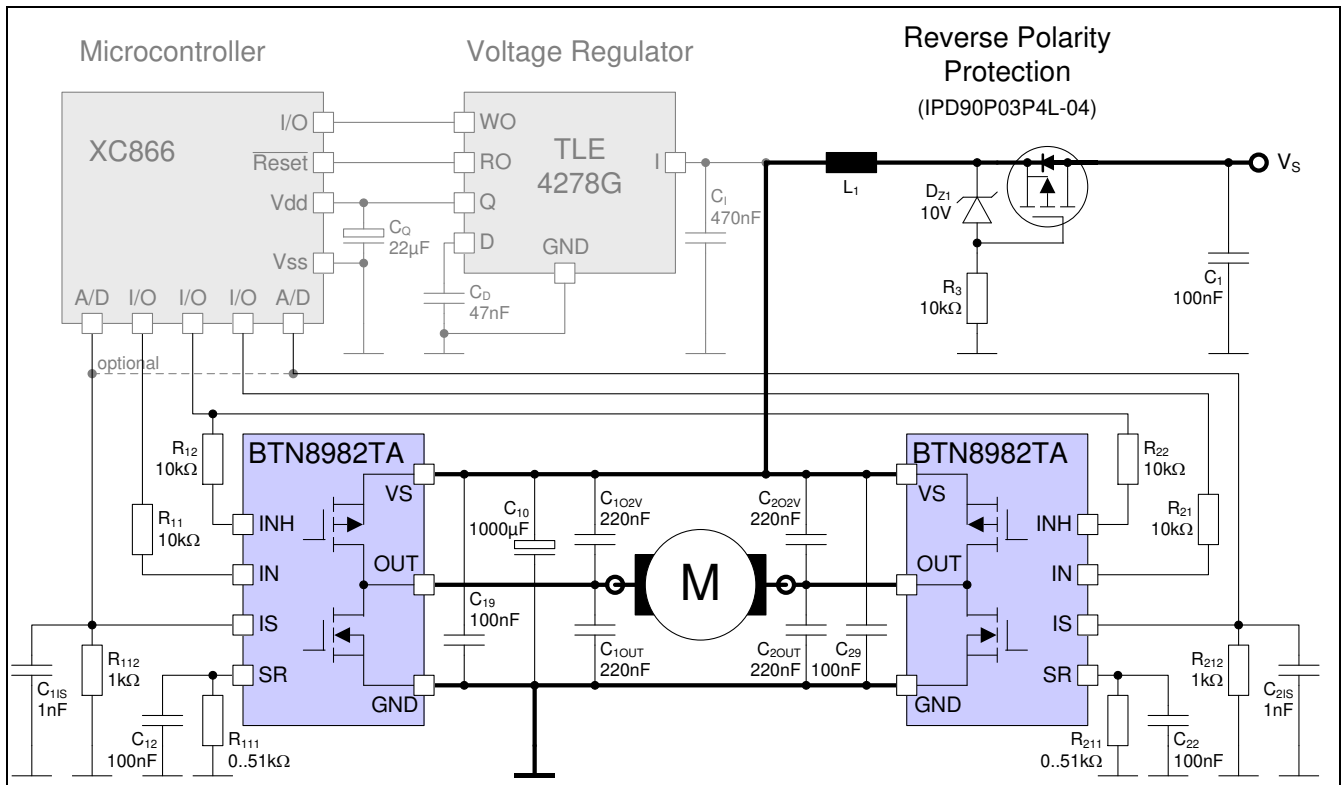 Microcontroller
Voltage Regulator
Reverse Polarity
Protection
(IPD90P03P4L-04)
XC866
I/O
Reset
Vdd
Vss
A/D
I/O
I/O
I/O
A/D
WO
RO
Q
D
TLE
4278G
I
GND
CQ
22µF
CD
47nF
CI
470nF
L1
DZ1
10V
R3
10kΩ
VS
C1
100nF
optional
R12
10kΩ
R11
10kΩ
BTN8982TA
VS
INH
OUT
IN
IS
SR
GND
C19
100nF
C10
1000µF
C1O2V
220nF
C2O2V
220nF
M
C1OUT
220nF
C2OUT
220nF
C29
100nF
BTN8982TA
VS
INH
OUT
IN
IS
SR
GND
R22
10kΩ
R21
10kΩ
C1IS
1nF
R112
1kΩ
C12
100nF
R111
0..51kΩ
R211
0..51kΩ
C22
100nF
R212
1kΩ
C2IS
1nF